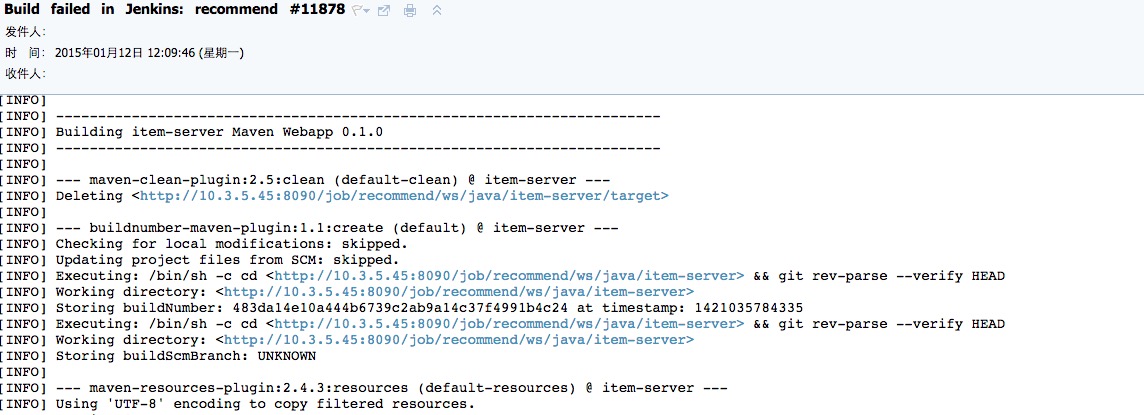 Build failed in Jenkins: recommend #11878
发件人:
时 间: 2015年01月12日 12:09:46 (星期一)
收件人:
[INFO]
[INFO] ------------------------------------------------------------------------
[INFO] Building item-server Maven Webapp 0.1.0
[INFO] ------------------------------------------------------------------------
[INFO]
[INFO] --- maven-clean-plugin:2.5:clean (default-clean) @ item-server ---
[INFO] Deleting <http://10.3.5.45:8090/job/recommend/ws/java/item-server/target>
[INFO]
[INFO] --- buildnumber-maven-plugin:1.1:create (default) @ item-server ---
[INFO] Checking for local modifications: skipped.
[INFO] Updating project files from SCM: skipped.
[INFO] Executing: /bin/sh -c cd <http://10.3.5.45:8090/job/recommend/ws/java/item-server> && git rev-parse --verify HEAD
[INFO] Working directory: <http://10.3.5.45:8090/job/recommend/ws/java/item-server>
[INFO] Storing buildNumber: 483da14e10a444b6739c2ab9a14c37f4991b4c24 at timestamp: 1421035784335
[INFO] Executing: /bin/sh -c cd <http://10.3.5.45:8090/job/recommend/ws/java/item-server> && git rev-parse --verify HEAD
[INFO] Working directory: <http://10.3.5.45:8090/job/recommend/ws/java/item-server>
[INFO] Storing buildScmBranch: UNKNOWN
[INFO]
[INFO] --- maven-resources-plugin:2.4.3:resources (default-resources) @ item-server ---
[INFO] Using 'UTF-8' encoding to copy filtered resources.